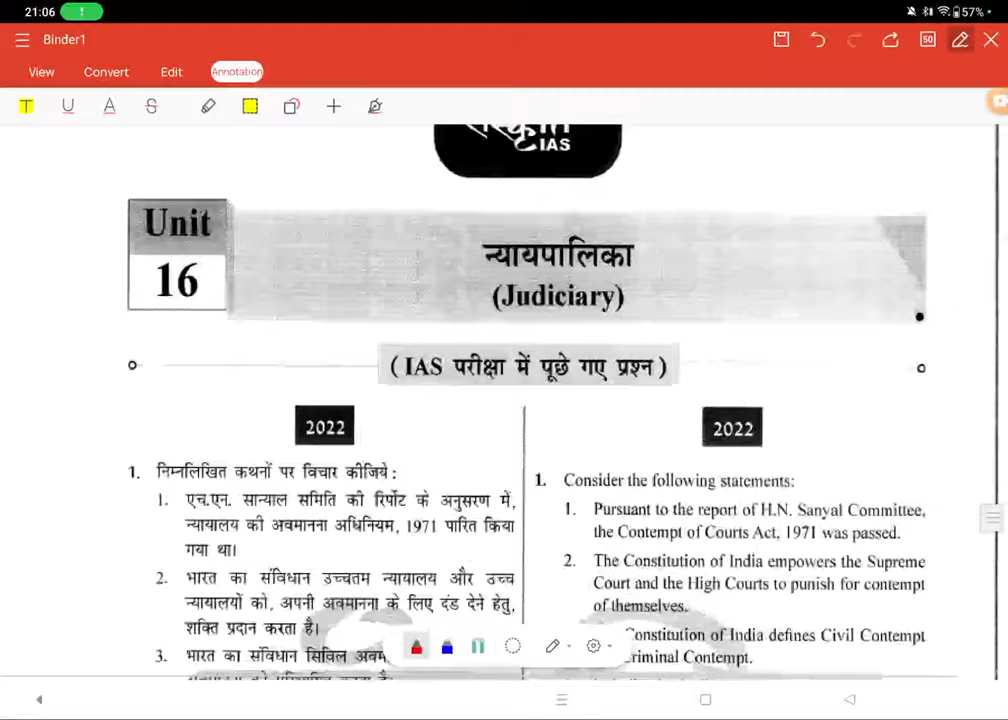 21:06
57%
Binder1
50
View Convert Edit Annotation
T U A S
संस्कृति
IAS
Unit
16
न्यायपालिका
(Judiciary)
(IAS परीक्षा में पूछे गए प्रश्न)
2022
1. निम्नलिखित कथनों पर विचार कीजिये :
1. एच.एन. सान्याल समिति की रिर्पोट के अनुसरण में,
न्यायालय की अवमानना अधिनियम, 1971 पारित किया
गया था।
2. भारत का संविधान उच्चतम न्यायालय और उच्च
न्यायालयों को, अपनी अवमानना के लिए दंड देने हेतु,
शक्ति प्रदान करता है।
3. भारत का संविधान सिविल
2022
1. Consider the following statements:
1. Pursuant to the report of H.N. Sanyal Committee,
the Contempt of Courts Act, 1971 was passed.
2. The Constitution of India empowers the Supreme
Court and the High Courts to punish for contempt
of themselves.
Constitution of India defines Civil Contempt
riminal Contempt.